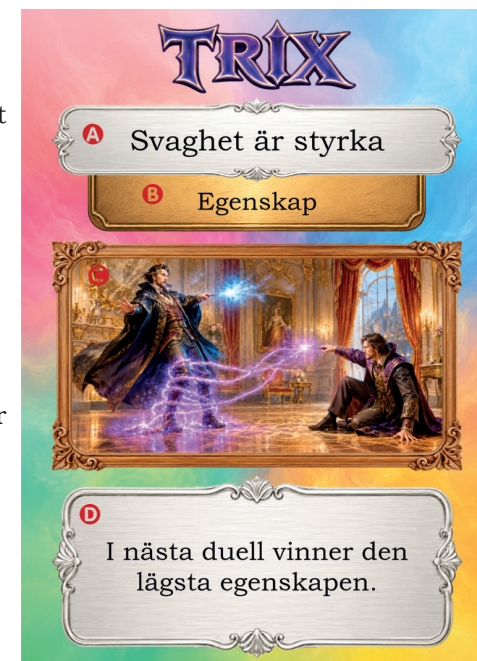 TRIX
t
A Svaghet är styrka
B Egenskap
C
r
D
I nästa duell vinner den
lägsta egenskapen.